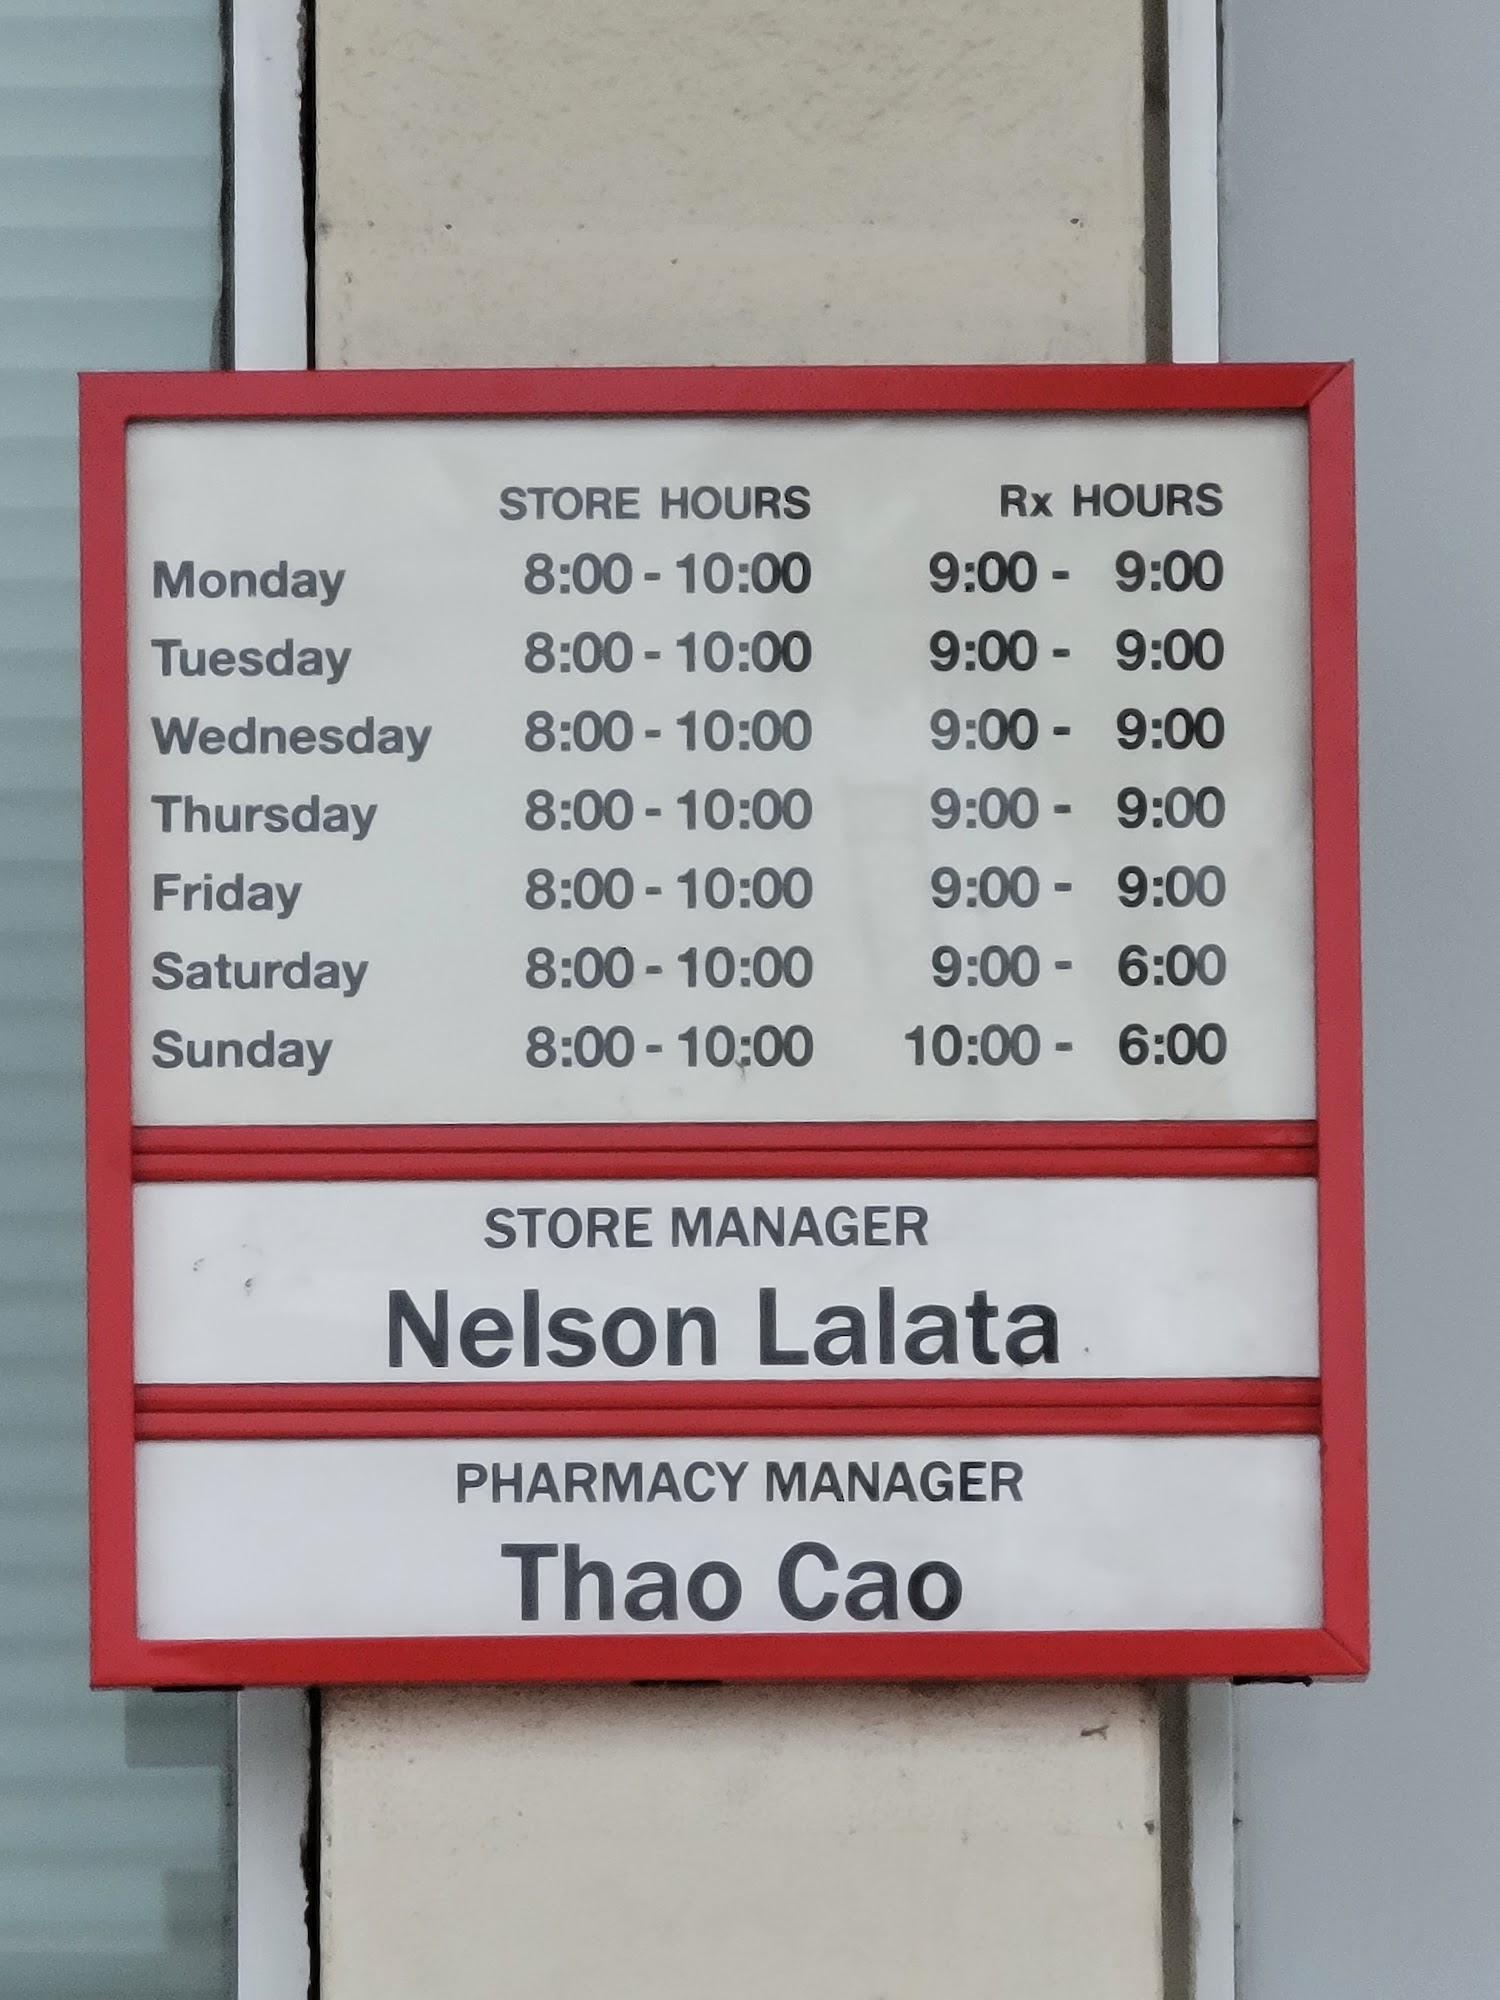 STORE HOURS Rx HOURS
Monday 8:00 - 10:00 9:00 - 9:00
Tuesday 8:00 - 10:00 9:00 - 9:00
Wednesday 8:00 - 10:00 9:00 - 9:00
Thursday 8:00 - 10:00 9:00 - 9:00
Friday 8:00 - 10:00 9:00 - 9:00
Saturday 8:00 - 10:00 9:00 - 6:00
Sunday 8:00 - 10:00 10:00 - 6:00
STORE MANAGER
Nelson Lalata
PHARMACY MANAGER
Thao Cao